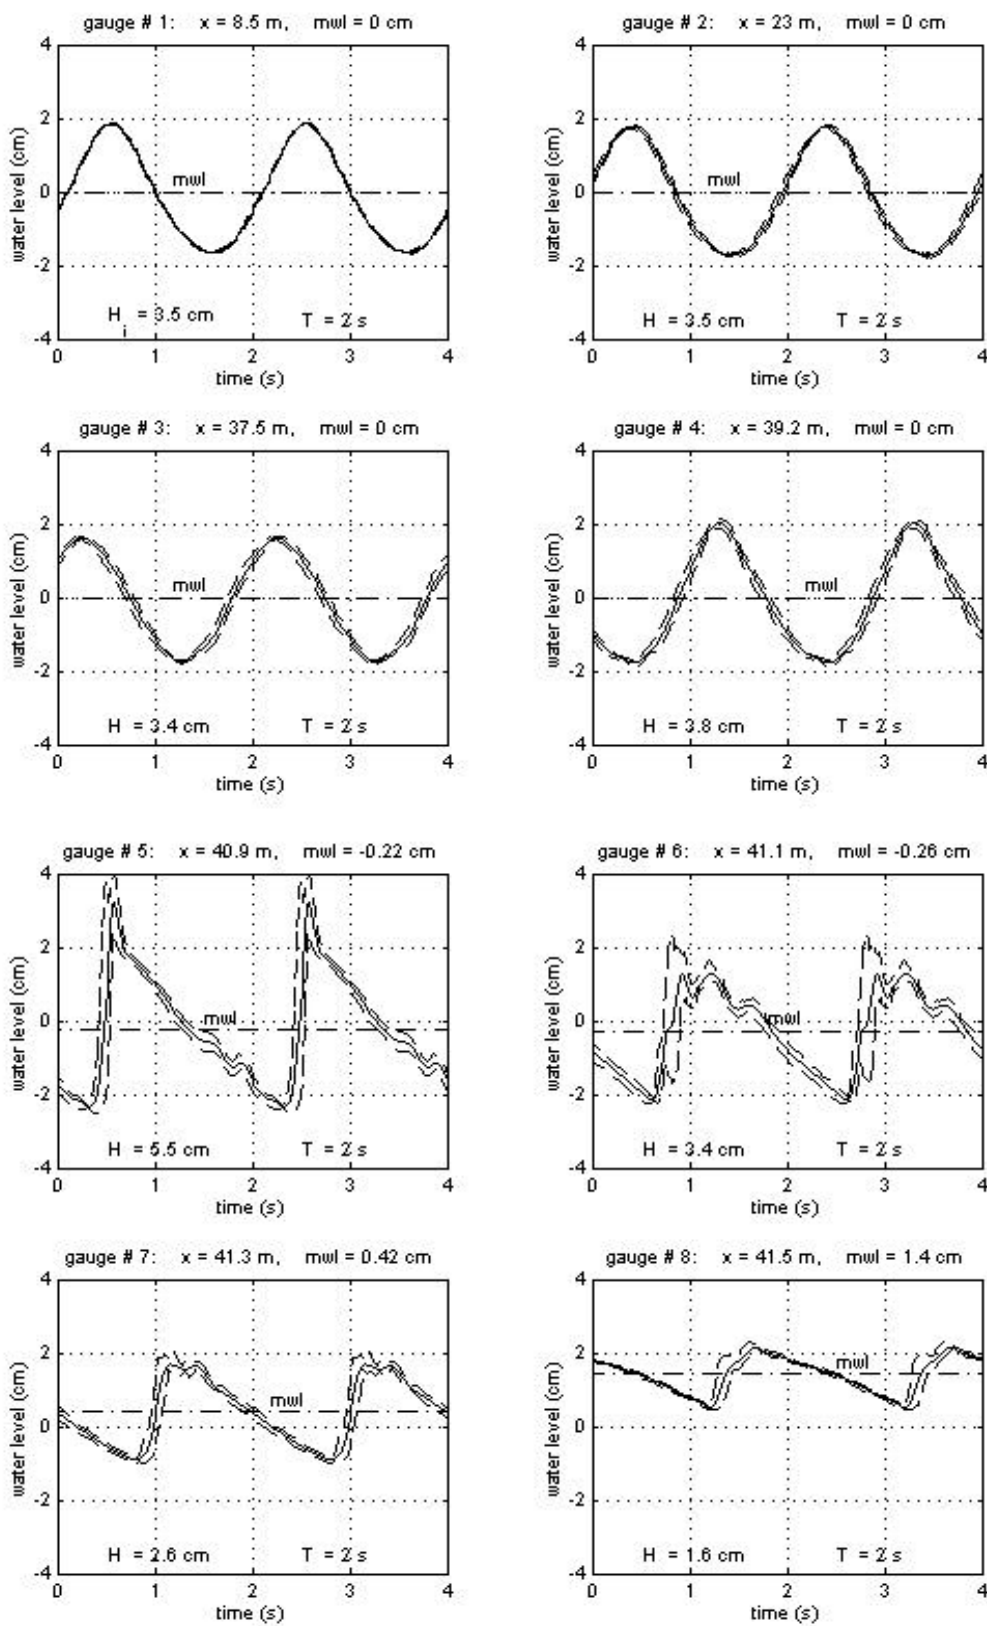 gauge # 1: x = 8.5 m, mwl = 0 cm
4
2
0
-2
-4
water level (cm)
mwl
H i = 3.5 cm T = 2 s
0 1 2 3 4
time (s)
gauge # 2: x = 23 m, mwl = 0 cm
4
2
0
-2
-4
water level (cm)
mwl
H = 3.5 cm T = 2 s
0 1 2 3 4
time (s)
gauge # 3: x = 37.5 m, mwl = 0 cm
4
2
0
-2
-4
water level (cm)
mwl
H = 3.4 cm T = 2 s
0 1 2 3 4
time (s)
gauge # 4: x = 39.2 m, mwl = 0 cm
4
2
0
-2
-4
water level (cm)
mwl
H = 3.8 cm T = 2 s
0 1 2 3 4
time (s)
gauge # 5: x = 40.9 m, mwl = -0.22 cm
4
2
0
-2
-4
water level (cm)
mwl
H = 5.5 cm T = 2 s
0 1 2 3 4
time (s)
gauge # 6: x = 41.1 m, mwl = -0.26 cm
4
2
0
-2
-4
water level (cm)
mwl
H = 3.4 cm T = 2 s
0 1 2 3 4
time (s)
gauge # 7: x = 41.3 m, mwl = 0.42 cm
4
2
0
-2
-4
water level (cm)
mwl
H = 2.6 cm T = 2 s
0 1 2 3 4
time (s)
gauge # 8: x = 41.5 m, mwl = 1.4 cm
4
2
0
-2
-4
water level (cm)
mwl
H = 1.6 cm T = 2 s
0 1 2 3 4
time (s)